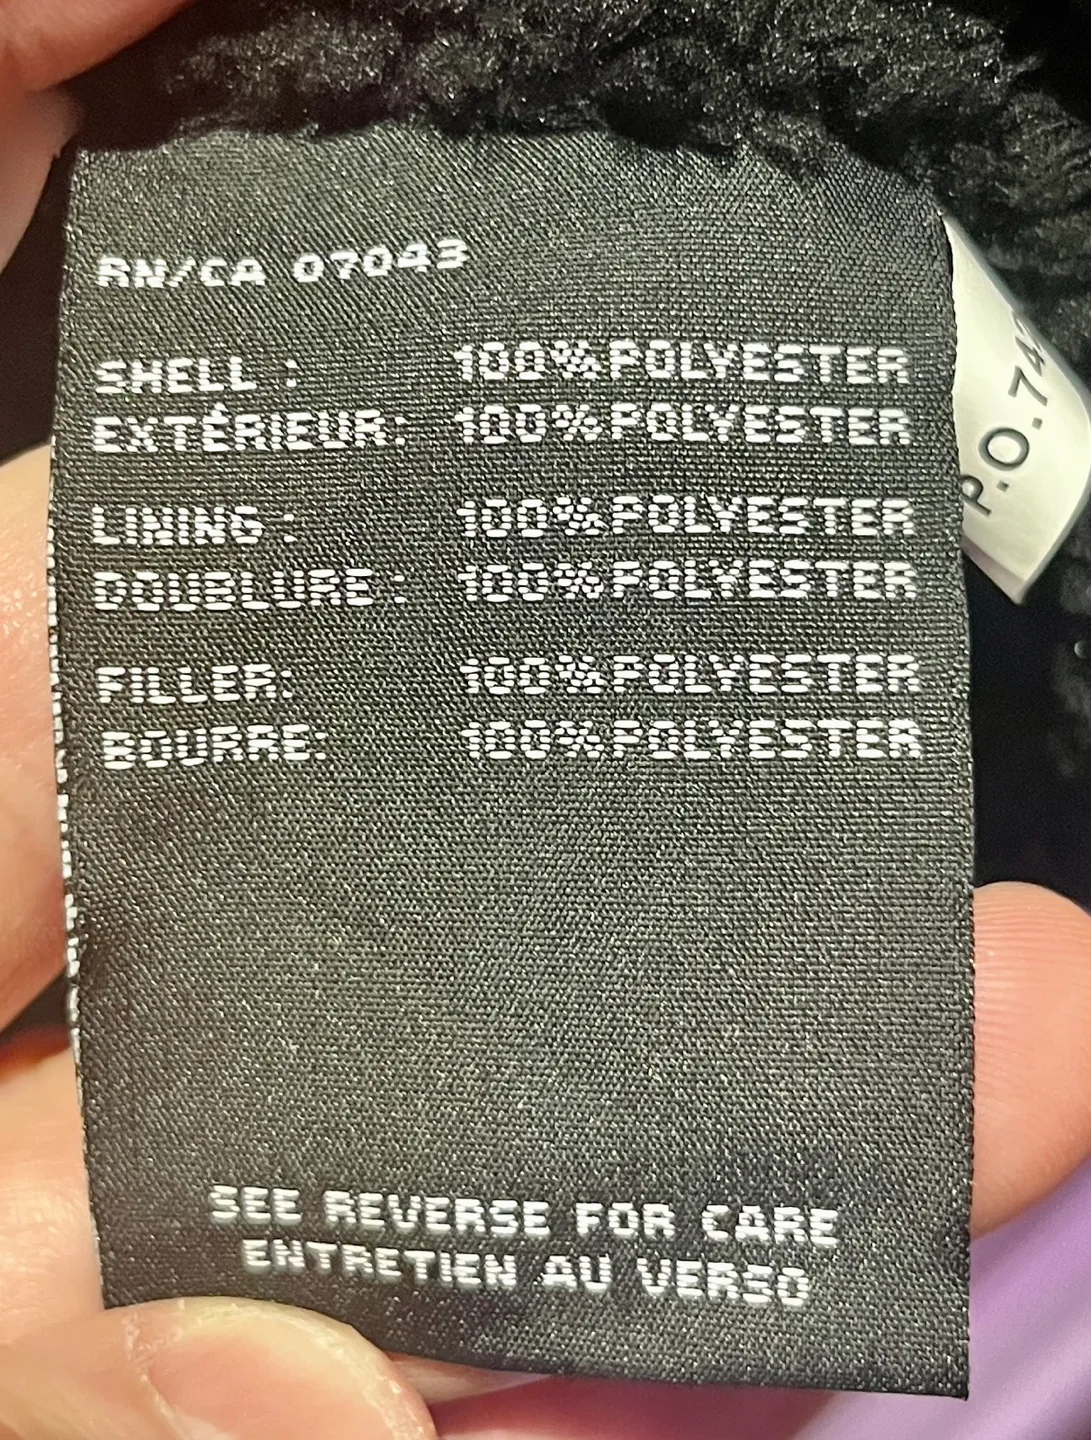 RN/CA 07043
SHELL : 100%POLYESTER
EXTÉRIEUR: 100%POLYESTER
LINING : 100%POLYESTER
DOUBLURE : 100%POLYESTER
FILLER: 100%POLYESTER
BOURRE: 100%POLYESTER
SEE REVERSE FOR CARE
ENTRETIEN AU VERSO
P.O.74